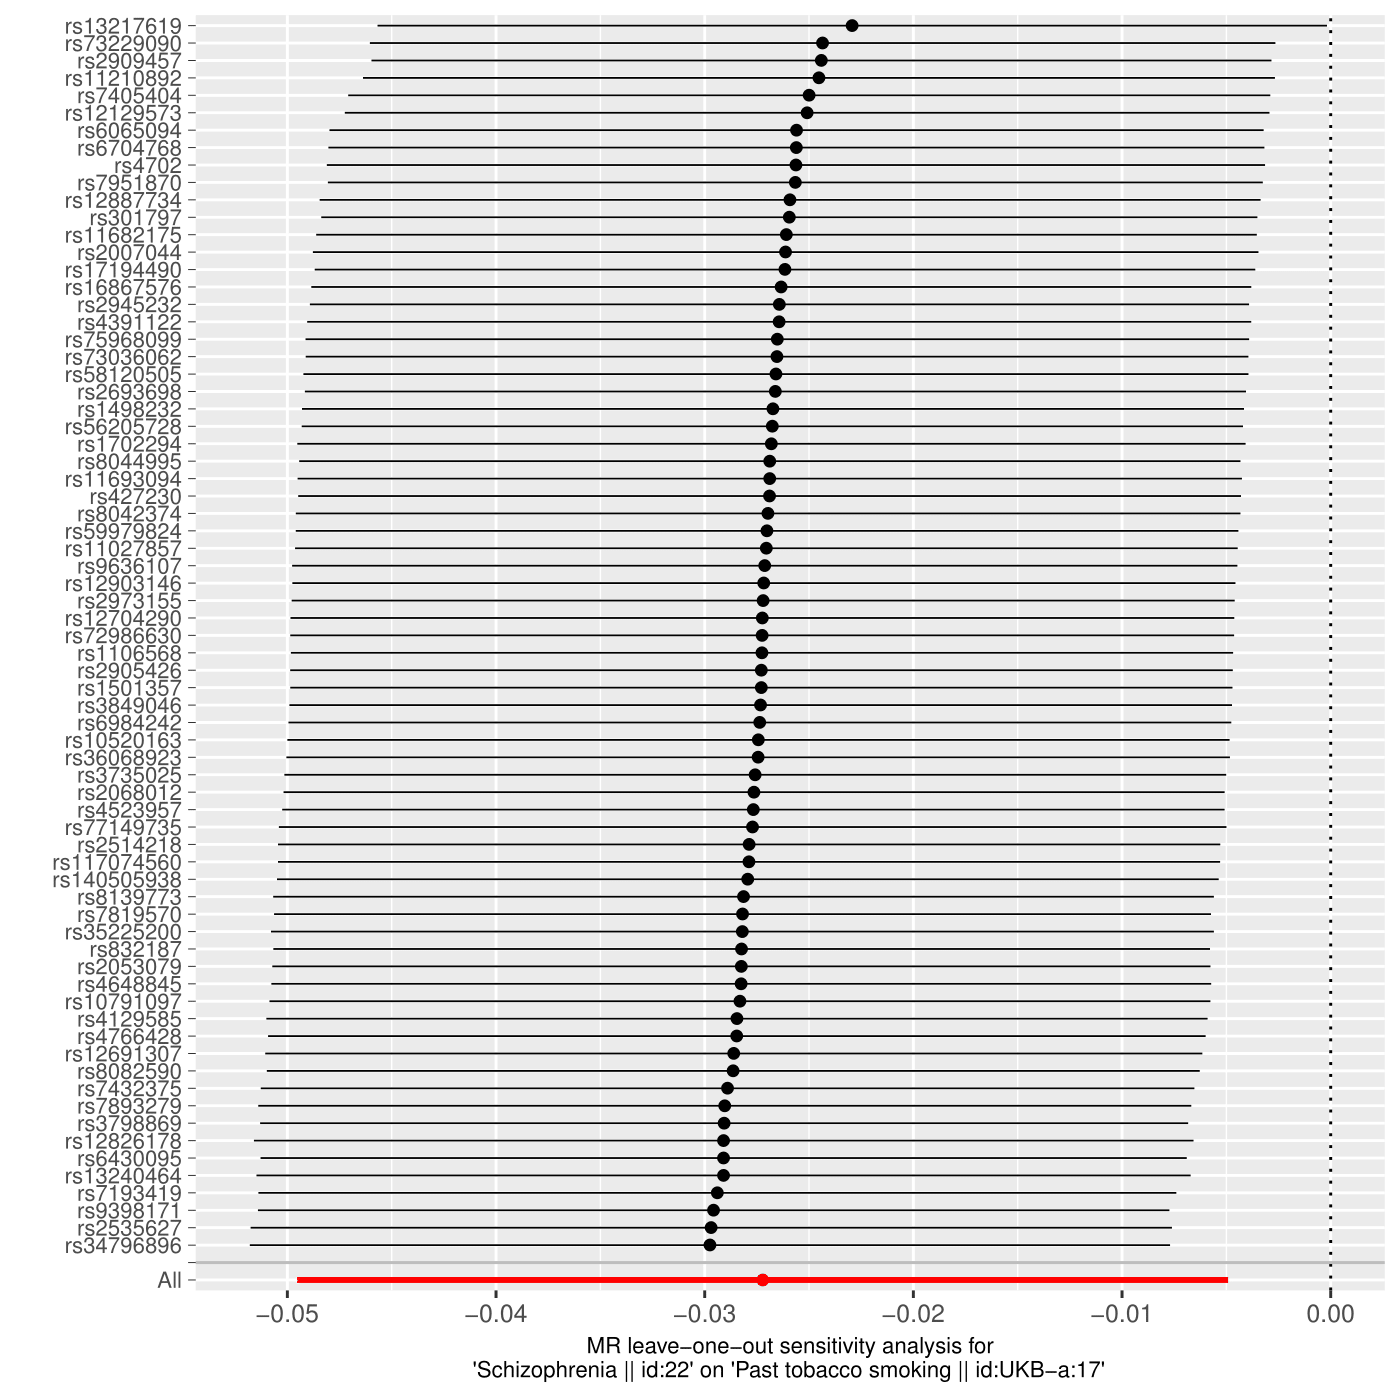 rs13217619
rs73229090
rs2909457
rs11210892
rs7405404
rs12129573
rs6065094
rs6704768
rs4702
rs7951870
rs12887734
rs301797
rs11682175
rs2007044
rs17194490
rs16867576
rs2945232
rs4391122
rs75968099
rs73036062
rs58120505
rs2693698
rs1498232
rs56205728
rs1702294
rs8044995
rs11693094
rs427230
rs8042374
rs59979824
rs11027857
rs9636107
rs12903146
rs2973155
rs12704290
rs72986630
rs1106568
rs2905426
rs1501357
rs3849046
rs6984242
rs10520163
rs36068923
rs3735025
rs2068012
rs4523957
rs77149735
rs2514218
rs117074560
rs140505938
rs8139773
rs7819570
rs35225200
rs832187
rs2053079
rs4648845
rs10791097
rs4129585
rs4766428
rs12691307
rs8082590
rs7432375
rs7893279
rs3798869
rs12826178
rs6430095
rs13240464
rs7193419
rs9398171
rs2535627
rs34796896
All
−0.05 −0.04 −0.03 −0.02 −0.01 0.00
MR leave−one−out sensitivity analysis for
'Schizophrenia || id:22' on 'Past tobacco smoking || id:UKB−a:17'